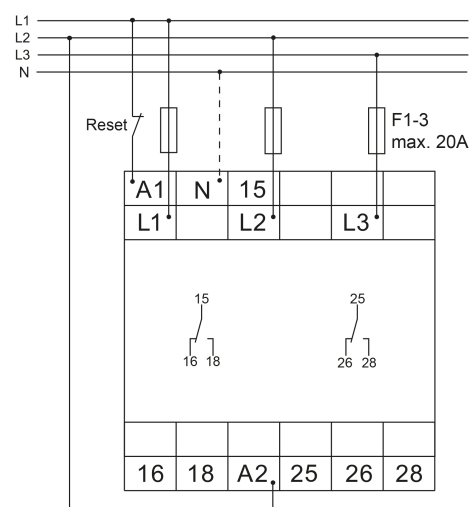 L1
L2
L3
N
Reset
F1-3
max. 20A
A1 N 15
L1 L2 L3
15 25
16 18 26 28
16 18 A2 25 26 28